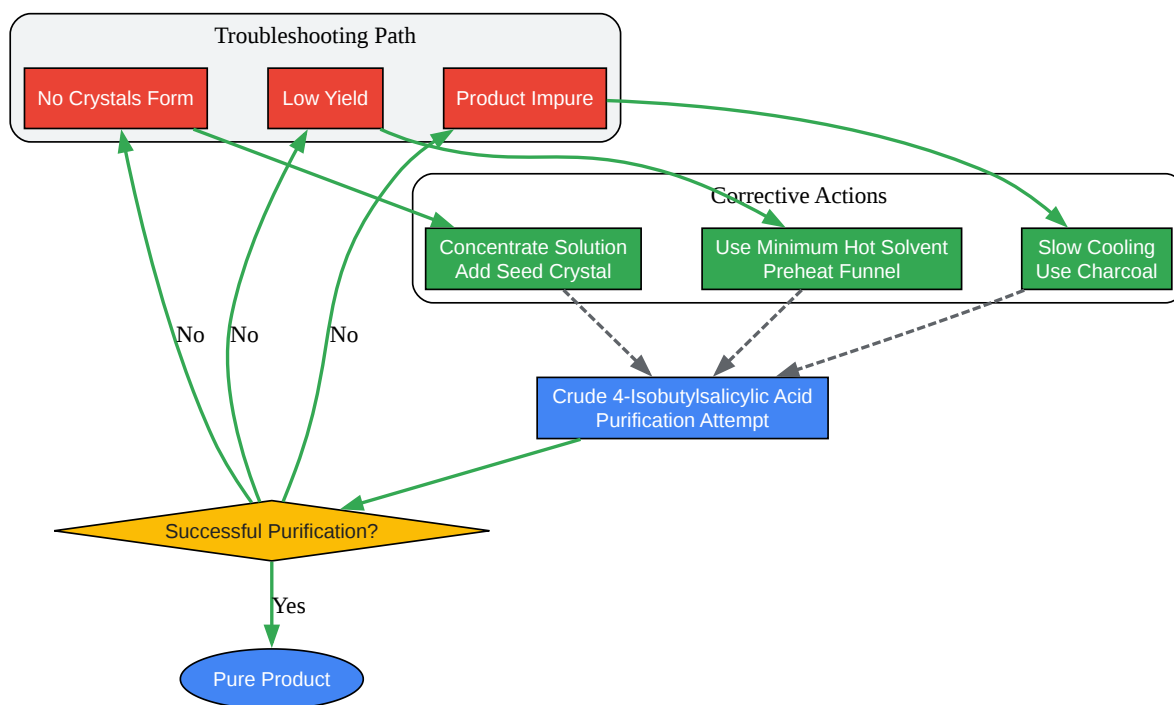 Troubleshooting Path
No Crystals Form
Low Yield
Product Impure
Corrective Actions
Concentrate Solution
Add Seed Crystal
Use Minimum Hot Solvent
Preheat Funnel
Slow Cooling
Use Charcoal
No
No
No
Crude 4-Isobutylsalicylic Acid
Purification Attempt
Successful Purification?
Yes
Pure Product